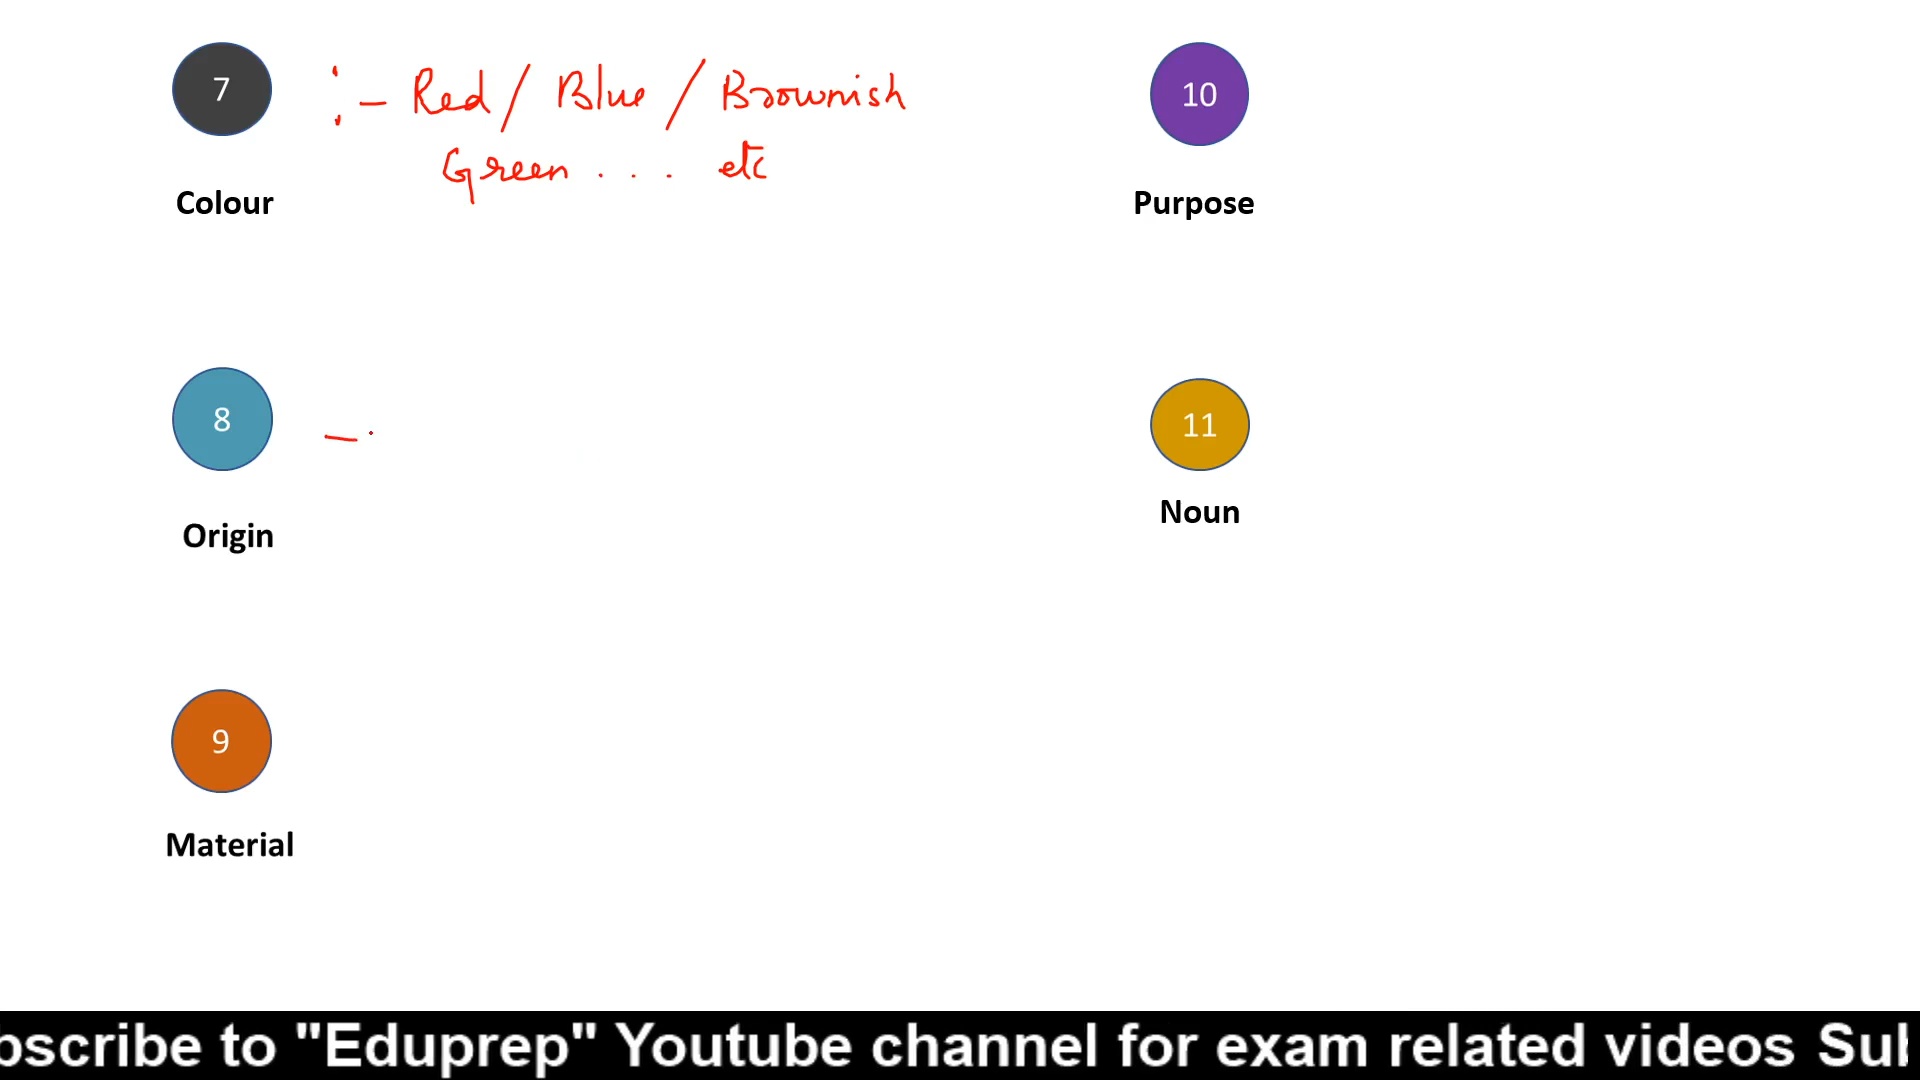 7 :- Red / Blue / Brownish
Green ... etc
Colour
8 -
Origin
9
Material
10
Purpose
11
Noun
bscribe to "Eduprep" Youtube channel for exam related videos Sul